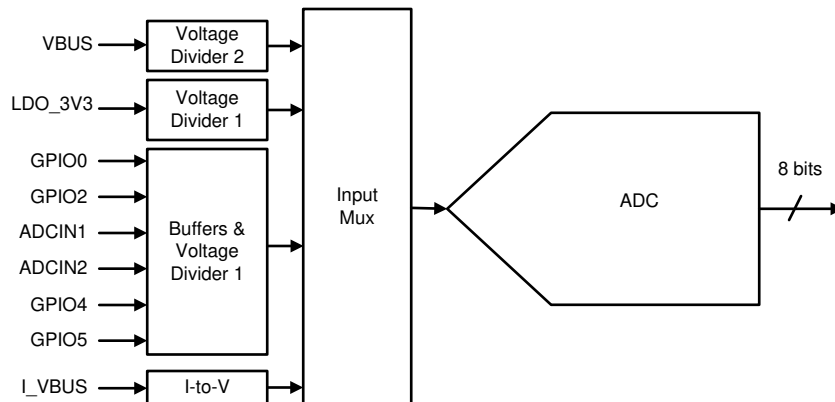 VBUS
Voltage
Divider 2
LDO_3V3
Voltage
Divider 1
GPIO0
GPIO2
ADCIN1
ADCIN2
GPIO4
GPIO5
Buffers &
Voltage
Divider 1
I_VBUS
I-to-V
Input
Mux
ADC
8 bits